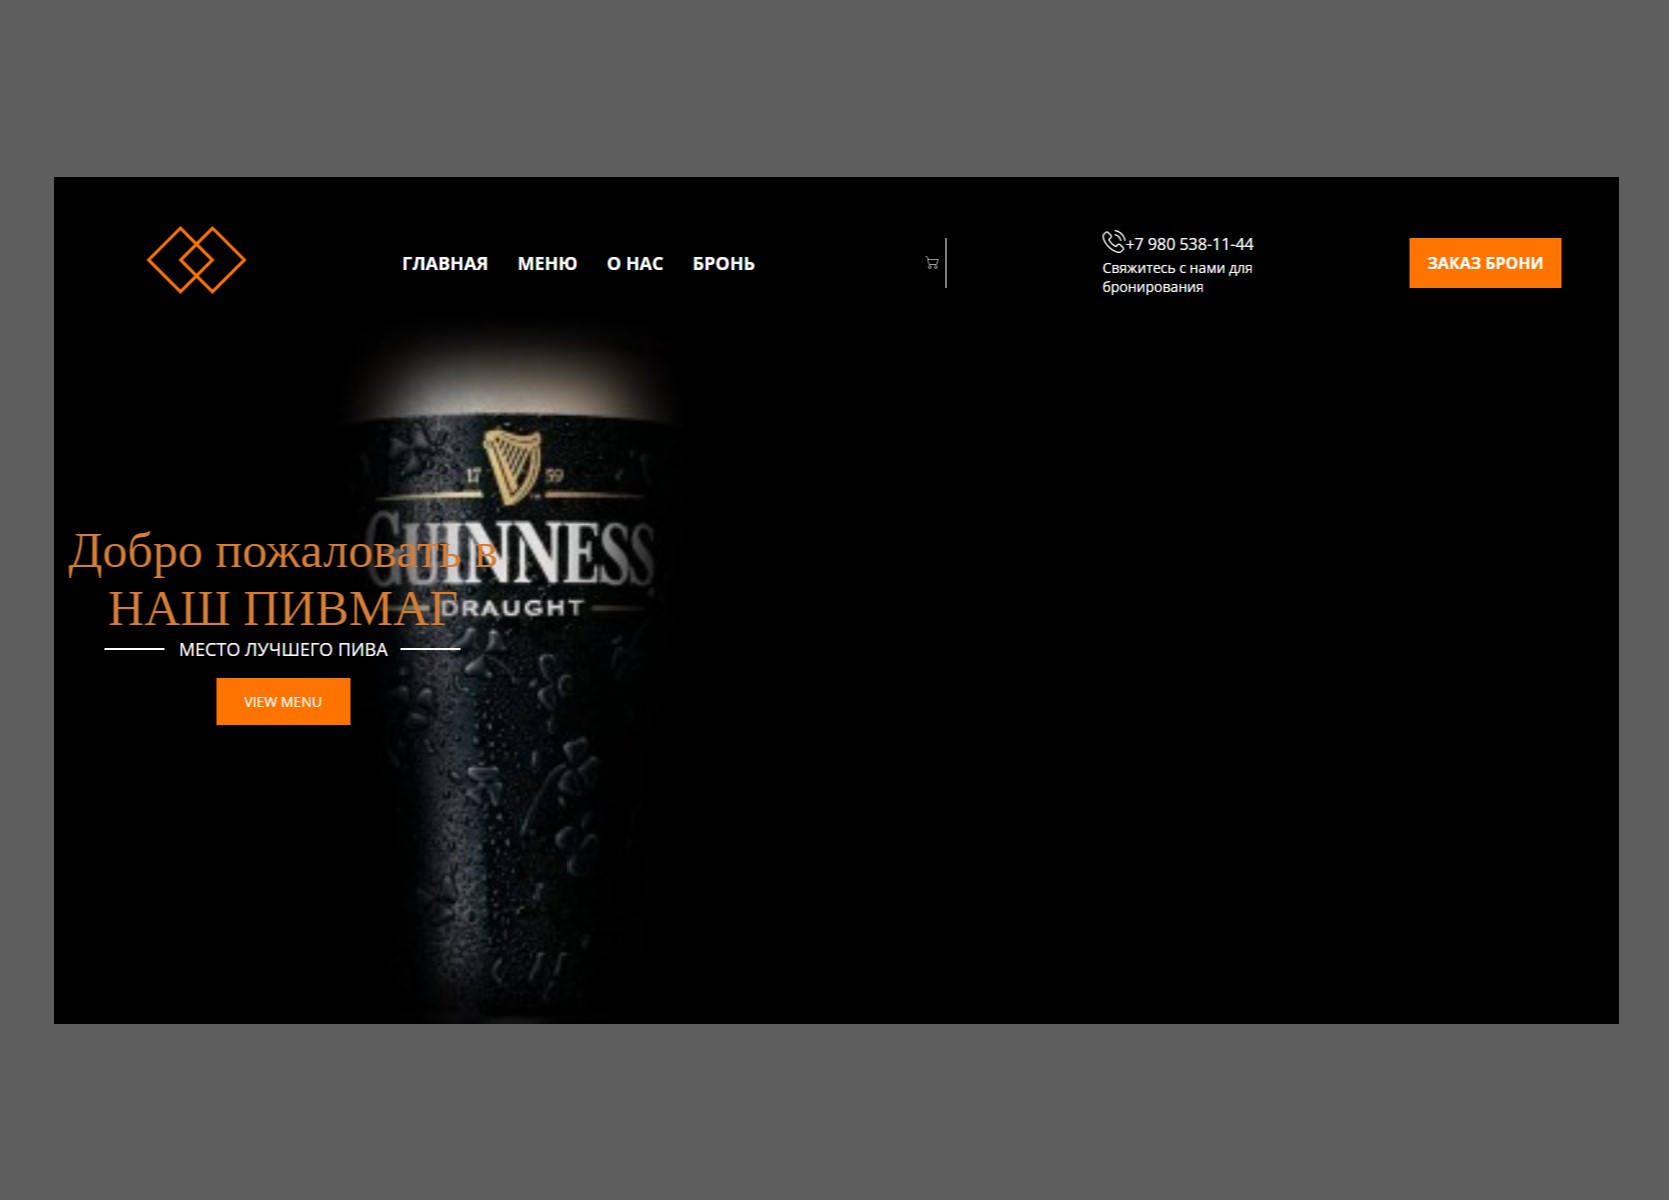 ГЛАВНАЯ МЕНЮ О НАС БРОНЬ
+7 980 538-11-44
Свяжитесь с нами для
бронирования
ЗАКАЗ БРОНИ
17 59
GUINNESS
DRAUGHT
Добро пожаловать в
НАШ ПИВМАГ
МЕСТО ЛУЧШЕГО ПИВА
VIEW MENU